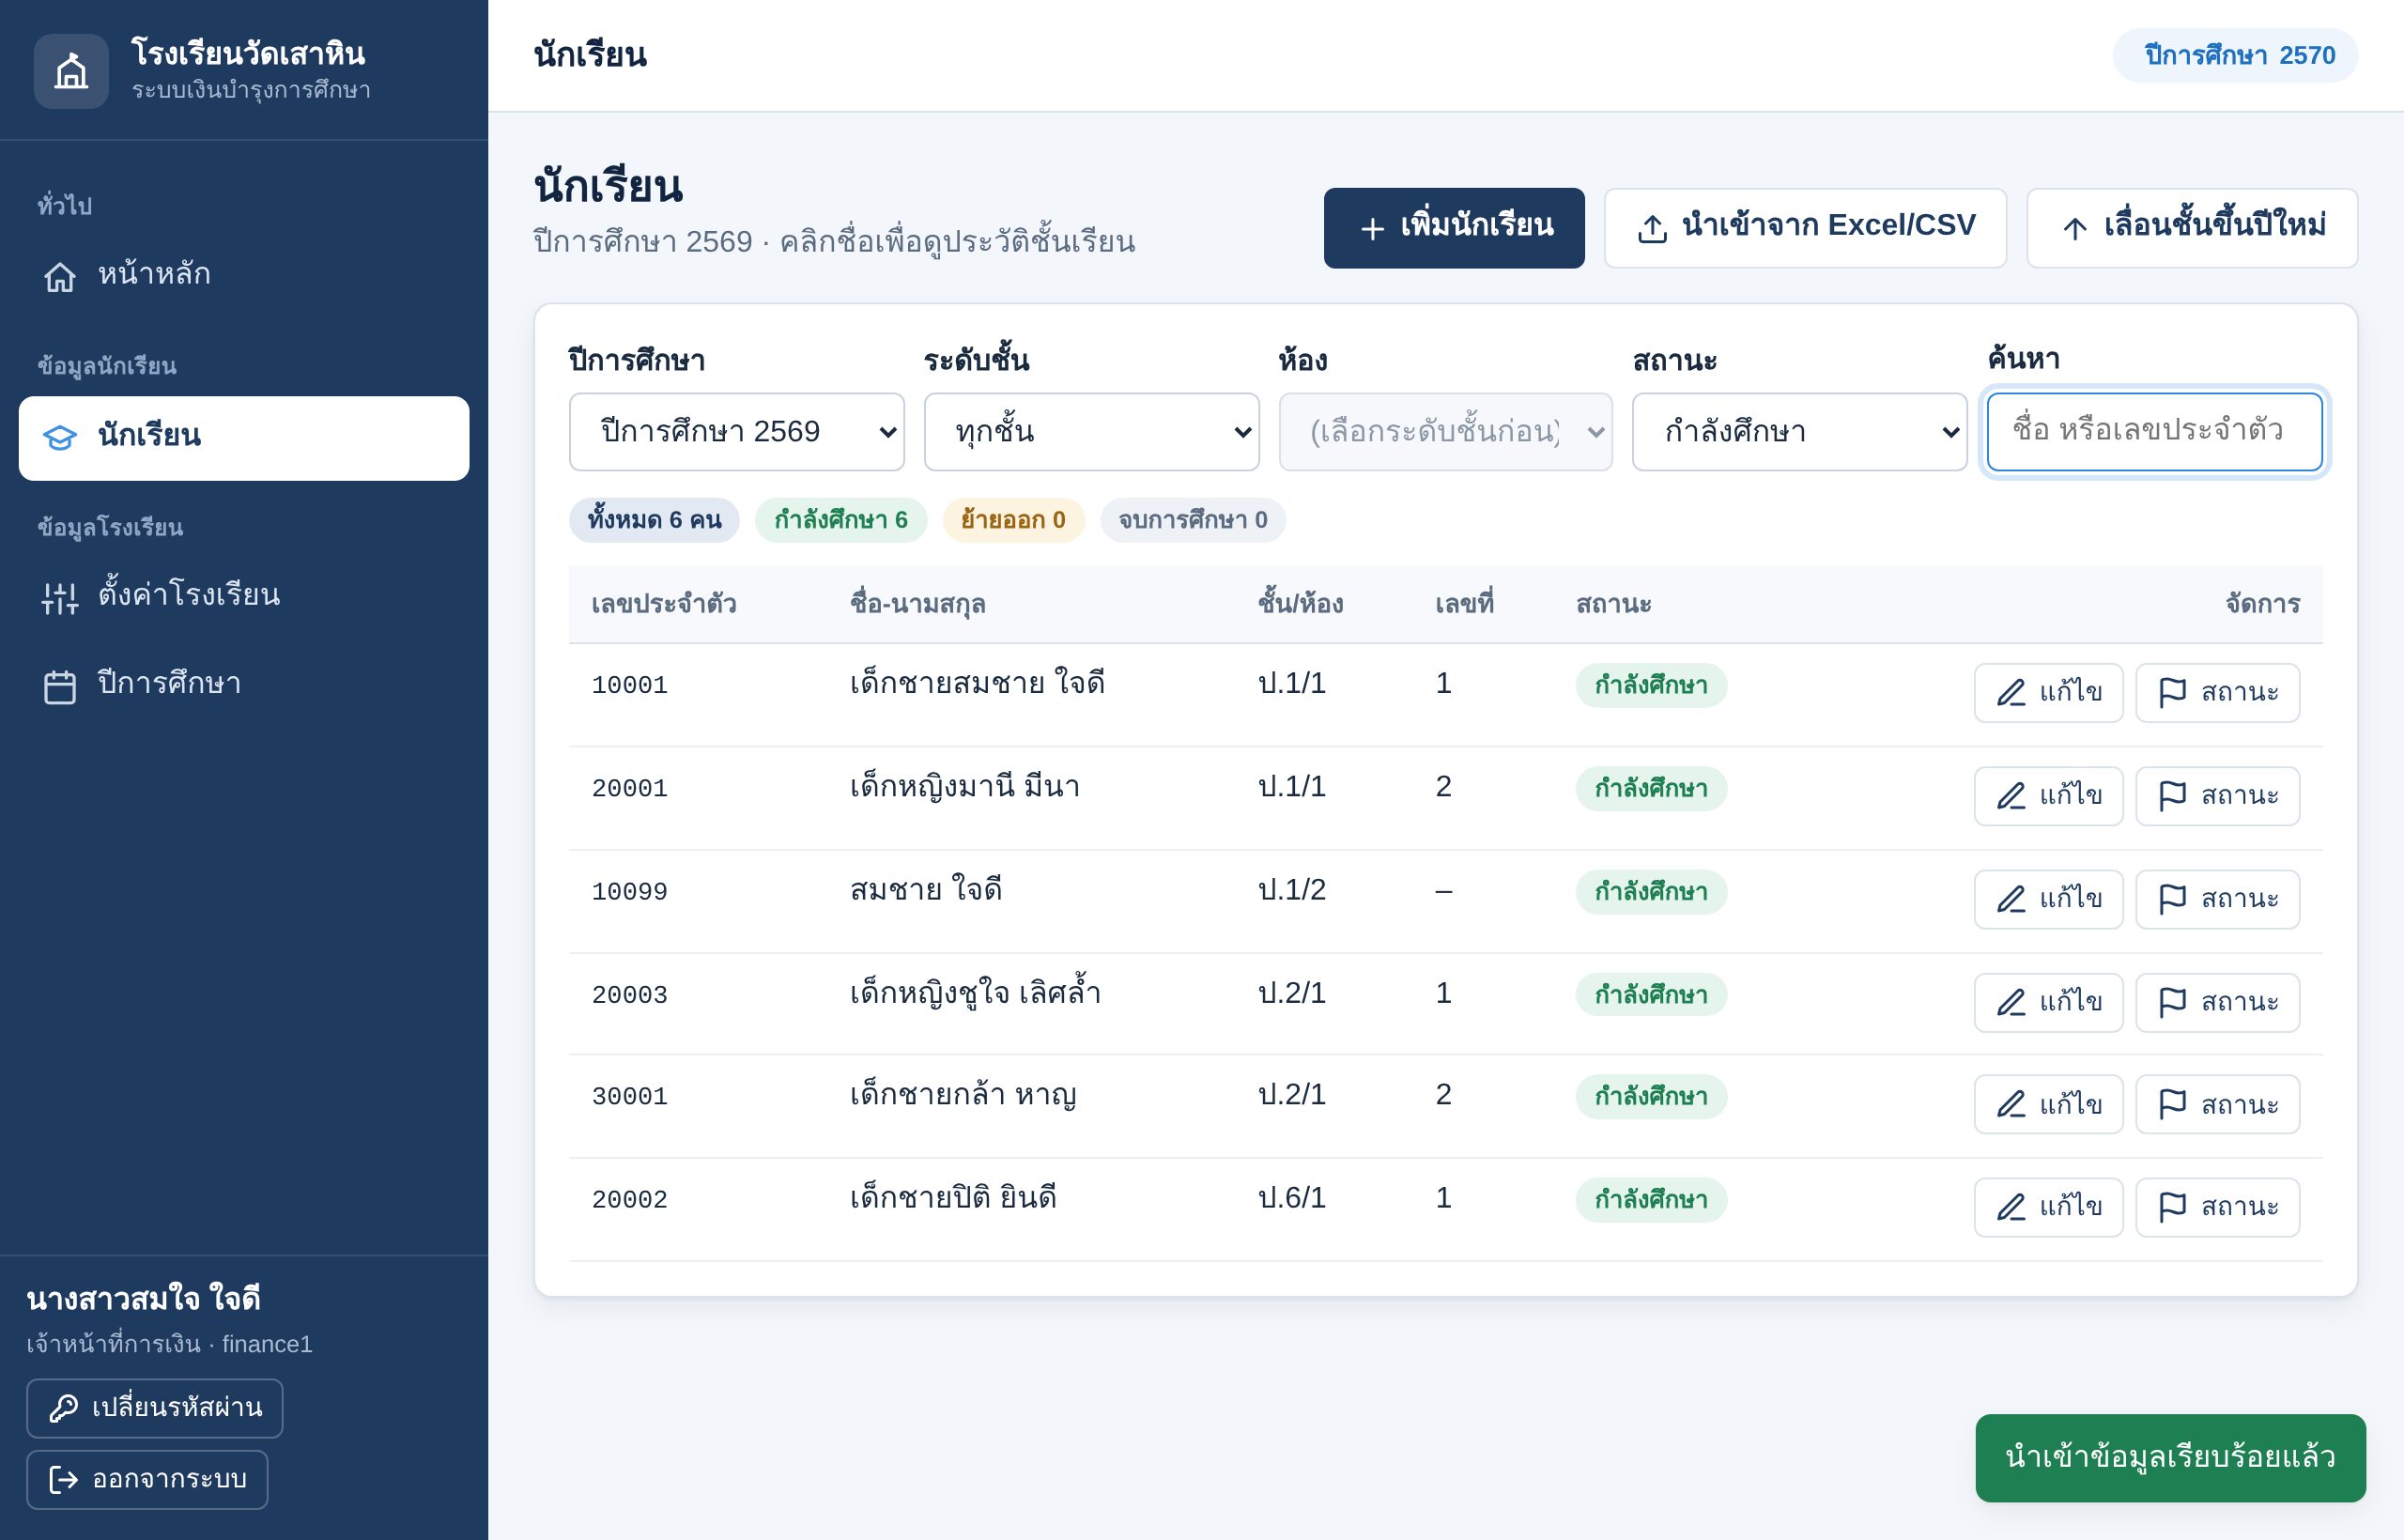 โรงเรียนวัดเสาหิน
ระบบเงินบำรุงการศึกษา
ทั่วไป
หน้าหลัก
ข้อมูลนักเรียน
นักเรียน
ข้อมูลโรงเรียน
ตั้งค่าโรงเรียน
ปีการศึกษา
นางสาวสมใจ ใจดี
เจ้าหน้าที่การเงิน · finance1
เปลี่ยนรหัสผ่าน
ออกจากระบบ
นักเรียน
ปีการศึกษา 2570
นักเรียน
ปีการศึกษา 2569 · คลิกชื่อเพื่อดูประวัติชั้นเรียน
เพิ่มนักเรียน นำเข้าจาก Excel/CSV เลื่อนชั้นขึ้นปีใหม่
ปีการศึกษา ระดับชั้น ห้อง สถานะ ค้นหา
ปีการศึกษา 2569 ทุกชั้น (เลือกระดับชั้นก่อน) กำลังศึกษา ชื่อ หรือเลขประจำตัว
ทั้งหมด 6 คน กำลังศึกษา 6 ย้ายออก 0 จบการศึกษา 0
เลขประจำตัว ชื่อ-นามสกุล ชั้น/ห้อง เลขที่ สถานะ จัดการ
10001 เด็กชายสมชาย ใจดี ป.1/1 1 กำลังศึกษา แก้ไข สถานะ
20001 เด็กหญิงมานี มีนา ป.1/1 2 กำลังศึกษา แก้ไข สถานะ
10099 สมชาย ใจดี ป.1/2 – กำลังศึกษา แก้ไข สถานะ
20003 เด็กหญิงชูใจ เลิศล้ำ ป.2/1 1 กำลังศึกษา แก้ไข สถานะ
30001 เด็กชายกล้า หาญ ป.2/1 2 กำลังศึกษา แก้ไข สถานะ
20002 เด็กชายปิติ ยินดี ป.6/1 1 กำลังศึกษา แก้ไข สถานะ
นำเข้าข้อมูลเรียบร้อยแล้ว